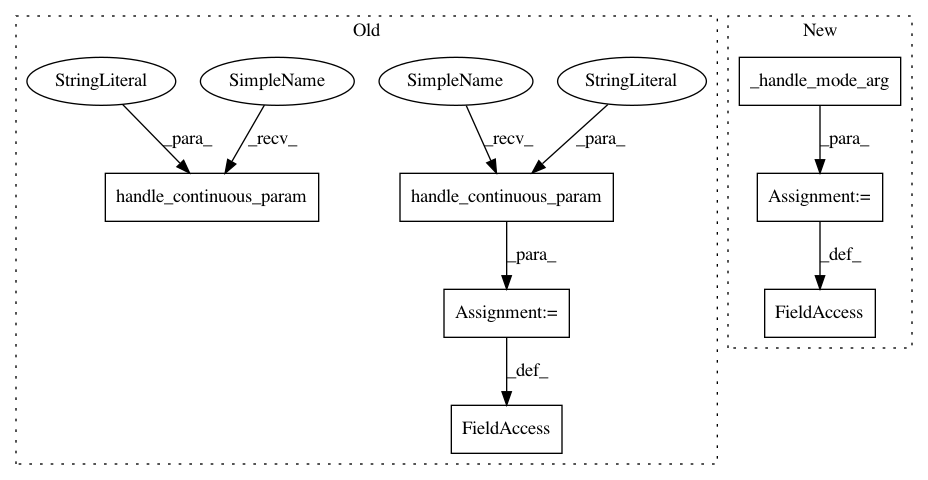 Old
New
StringLiteral
SimpleName
SimpleName
StringLiteral
_handle_mode_arg
_para_
_recv_
_recv_
_para_
_para_
handle_continuous_param
handle_continuous_param
Assignment:=
_para_
_def_
Assignment:=
FieldAccess
_def_
FieldAccess